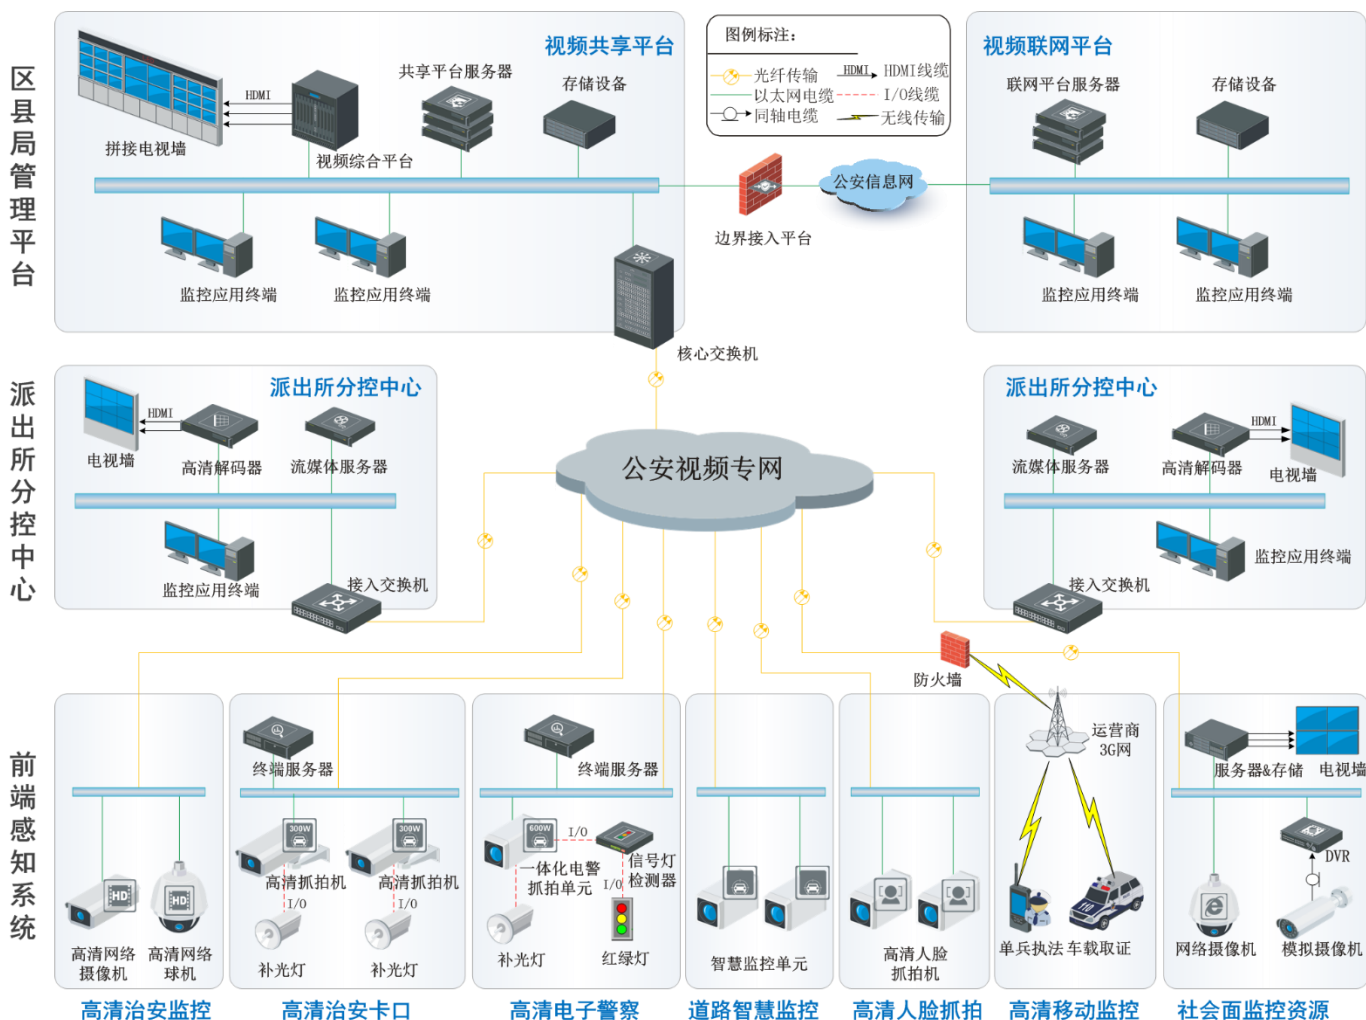 区县局管理平台
视频共享平台
HDMI
拼接电视墙
视频综合平台
共享平台服务器
存储设备
监控应用终端
监控应用终端
核心交换机
图例标注：
光纤传输
HDMI
HDMI线缆
以太网电缆
I/O线缆
同轴电缆
无线传输
边界接入平台
公安信息网
视频联网平台
联网平台服务器
存储设备
监控应用终端
监控应用终端
派出所分控中心
派出所分控中心
HDMI
电视墙
高清解码器
流媒体服务器
监控应用终端
接入交换机
公安视频专网
派出所分控中心
流媒体服务器
高清解码器
HDMI
电视墙
监控应用终端
接入交换机
前端感知系统
HD
HD
高清网络
摄像机
高清网络
球机
高清治安监控
终端服务器
300W
300W
高清抓拍机
高清抓拍机
I/O
I/O
补光灯
补光灯
高清治安卡口
终端服务器
600W
I/O
一体化电警
抓拍单元
信号灯
检测器
I/O
补光灯
红绿灯
高清电子警察
智慧监控单元
道路智慧监控
高清人脸
抓拍机
高清人脸抓拍
防火墙
运营商
3G网
110
单兵执法
车载取证
高清移动监控
服务器&存储
电视墙
DVR
网络摄像机
模拟摄像机
社会面监控资源